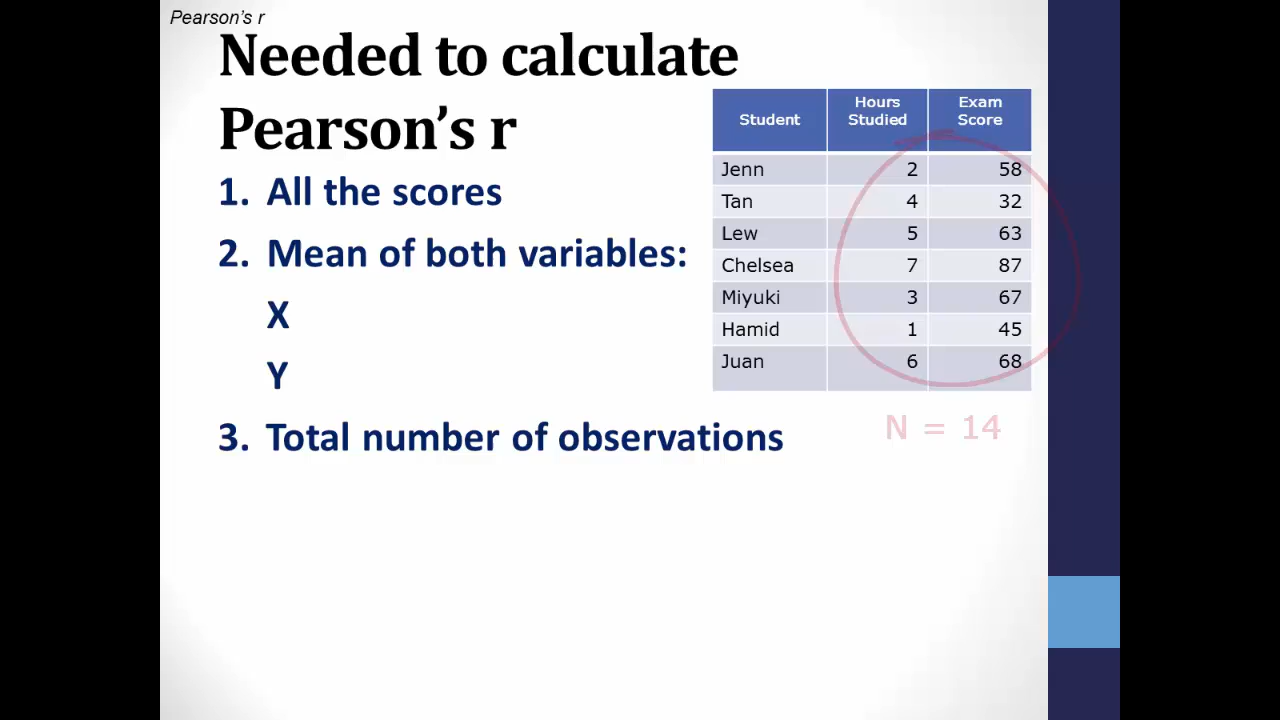 Pearson's r
Needed to calculate
Pearson’s r
1. All the scores
2. Mean of both variables:
X
Y
3. Total number of observations
Student Hours Studied Exam Score
Jenn 2 58
Tan 4 32
Lew 5 63
Chelsea 7 87
Miyuki 3 67
Hamid 1 45
Juan 6 68
N = 14